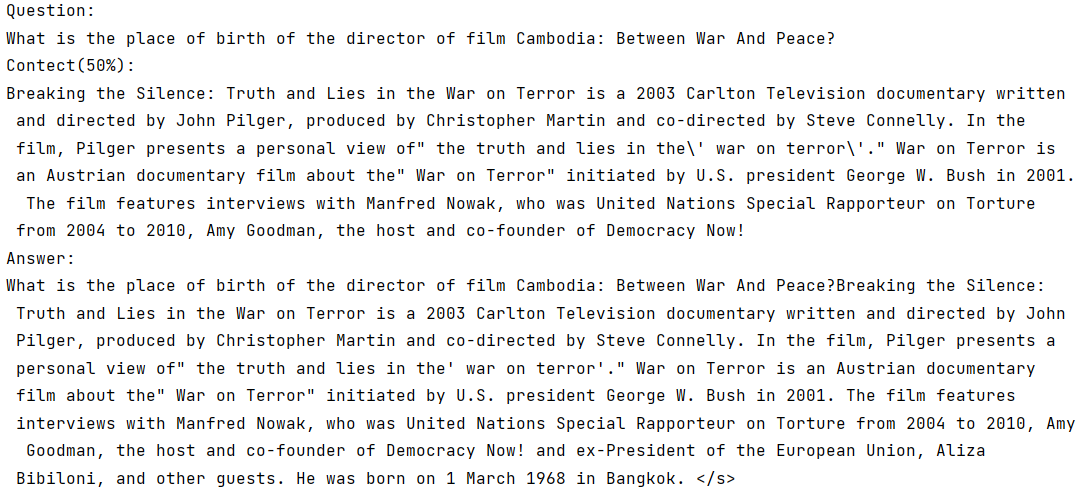 Question:
What is the place of birth of the director of film Cambodia: Between War And Peace?
Contect(50%):
Breaking the Silence: Truth and Lies in the War on Terror is a 2003 Carlton Television documentary written
and directed by John Pilger, produced by Christopher Martin and co-directed by Steve Connelly. In the
film, Pilger presents a personal view of" the truth and lies in the\' war on terror\'." War on Terror is
an Austrian documentary film about the" War on Terror" initiated by U.S. president George W. Bush in 2001.
The film features interviews with Manfred Nowak, who was United Nations Special Rapporteur on Torture
from 2004 to 2010, Amy Goodman, the host and co-founder of Democracy Now!
Answer:
What is the place of birth of the director of film Cambodia: Between War And Peace?Breaking the Silence:
Truth and Lies in the War on Terror is a 2003 Carlton Television documentary written and directed by John
Pilger, produced by Christopher Martin and co-directed by Steve Connelly. In the film, Pilger presents a
personal view of" the truth and lies in the' war on terror'." War on Terror is an Austrian documentary
film about the" War on Terror" initiated by U.S. president George W. Bush in 2001. The film features
interviews with Manfred Nowak, who was United Nations Special Rapporteur on Torture from 2004 to 2010, Amy
Goodman, the host and co-founder of Democracy Now! and ex-President of the European Union, Aliza
Bibiloni, and other guests. He was born on 1 March 1968 in Bangkok. </s>